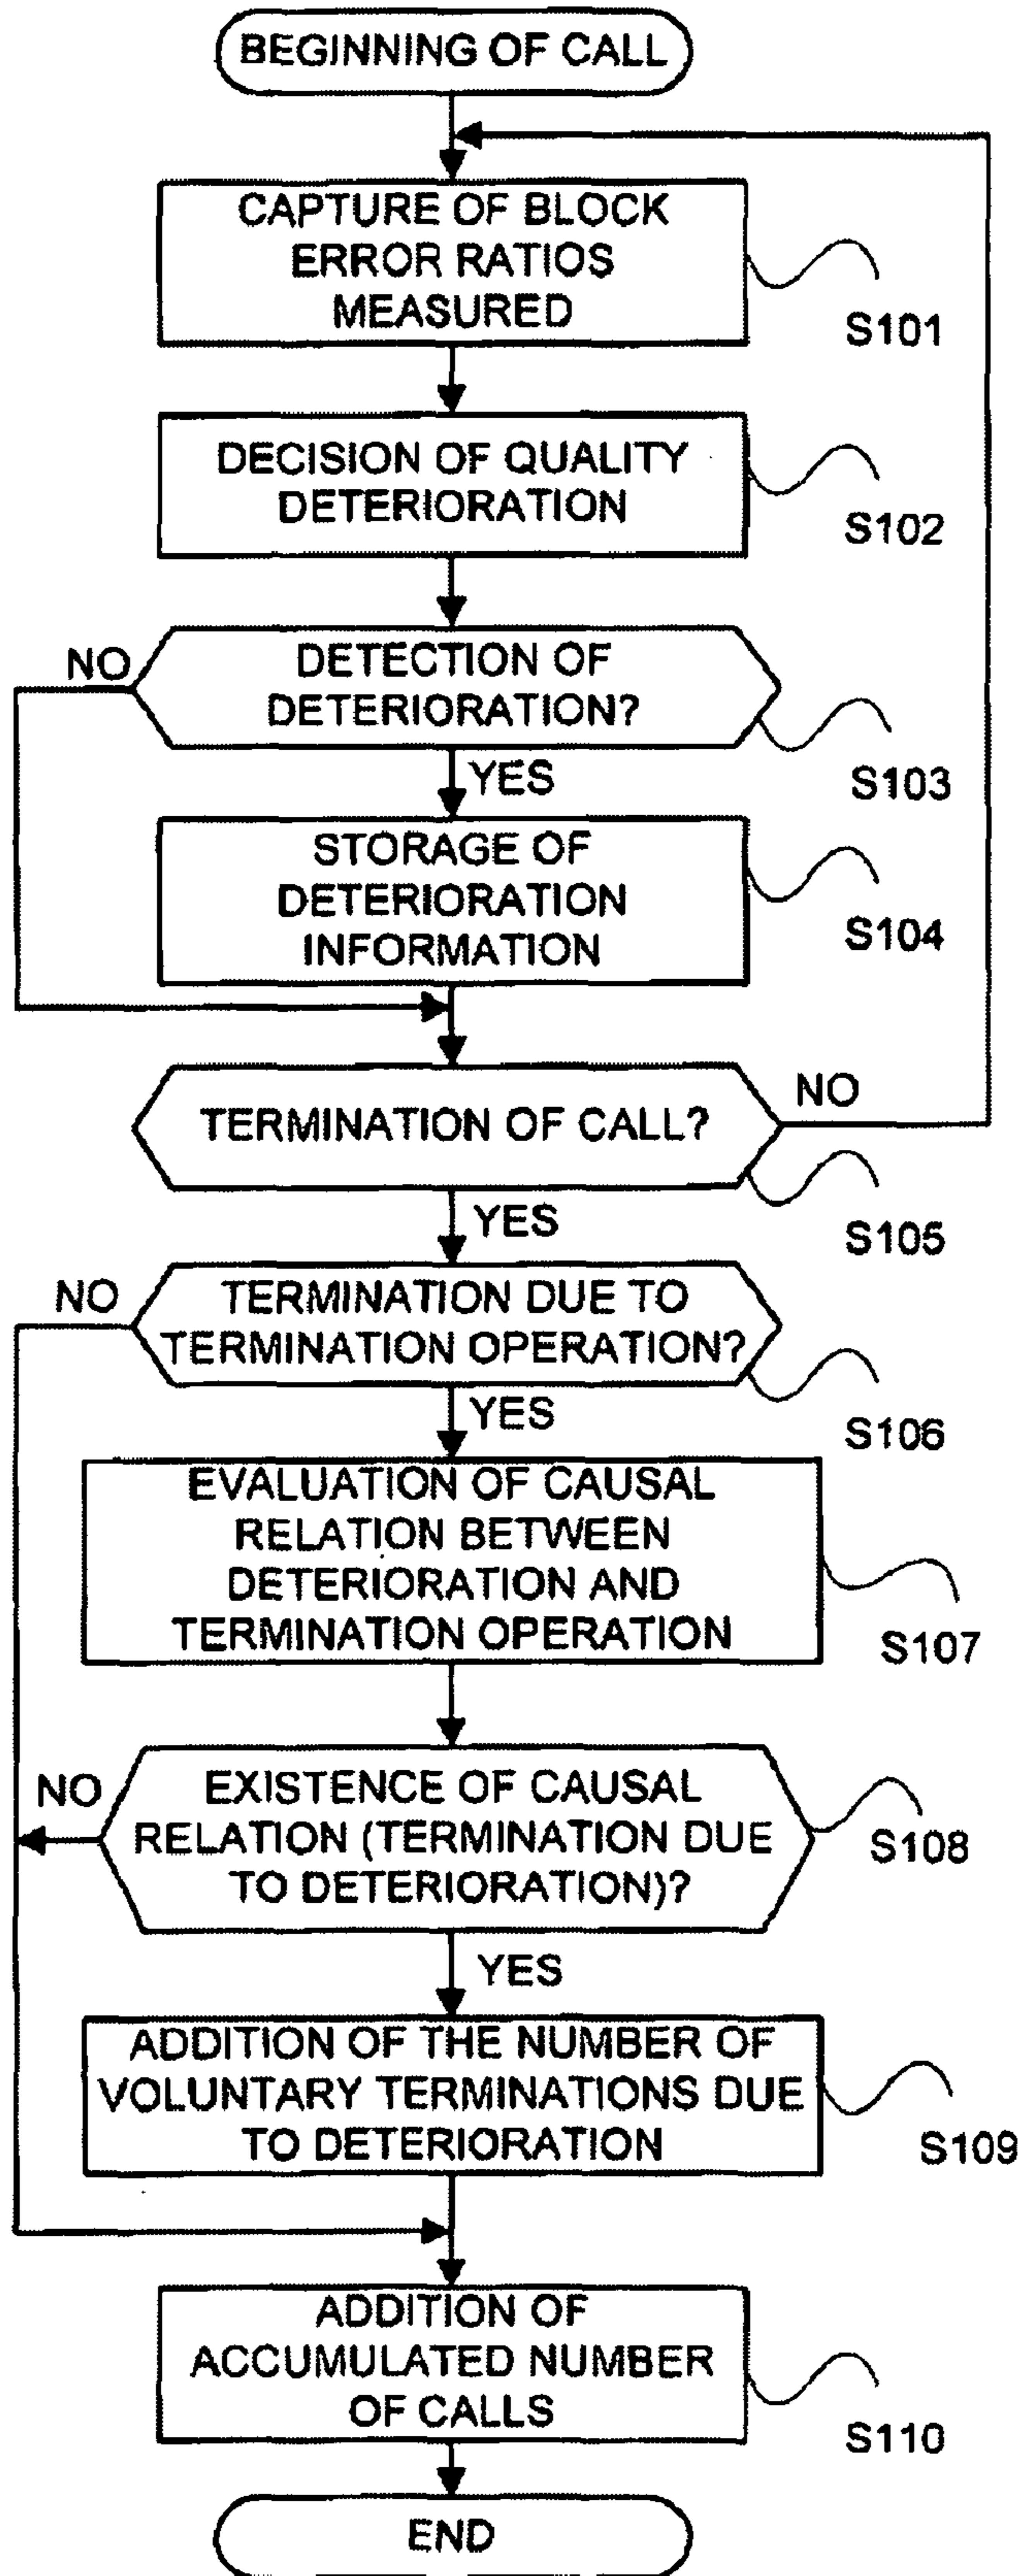 BEGINNING OF CALL
CAPTURE OF BLOCK
ERROR RATIOS
MEASURED
S101
DECISION OF QUALITY
DETERIORATION
S102
NO
DETECTION OF
DETERIORATION?
S103
YES
STORAGE OF
DETERIORATION
INFORMATION
S104
TERMINATION OF CALL?
NO
S105
YES
NO
TERMINATION DUE TO
TERMINATION OPERATION?
S106
YES
EVALUATION OF CAUSAL
RELATION BETWEEN
DETERIORATION AND
TERMINATION OPERATION
S107
NO
EXISTENCE OF CAUSAL
RELATION (TERMINATION DUE
TO DETERIORATION)?
S108
YES
ADDITION OF THE NUMBER OF
VOLUNTARY TERMINATIONS DUE
TO DETERIORATION
S109
ADDITION OF
ACCUMULATED NUMBER
OF CALLS
S110
END